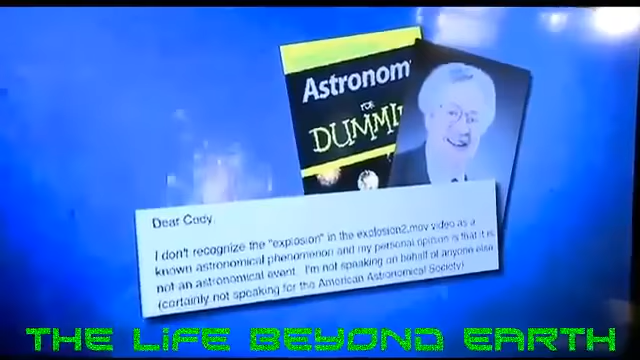 Astronom
FOR
DUMMI
Dear Cody,
I don't recognize the "explosion" in the explosion2.mov video as a
known astronomical phenomenon and my personal opinion is that it is
not an astronomical event. I'm not speaking on behalf of anyone else
(certainly not speaking for the American Astronomical Society)
THE LIFE BEYOND EARTH